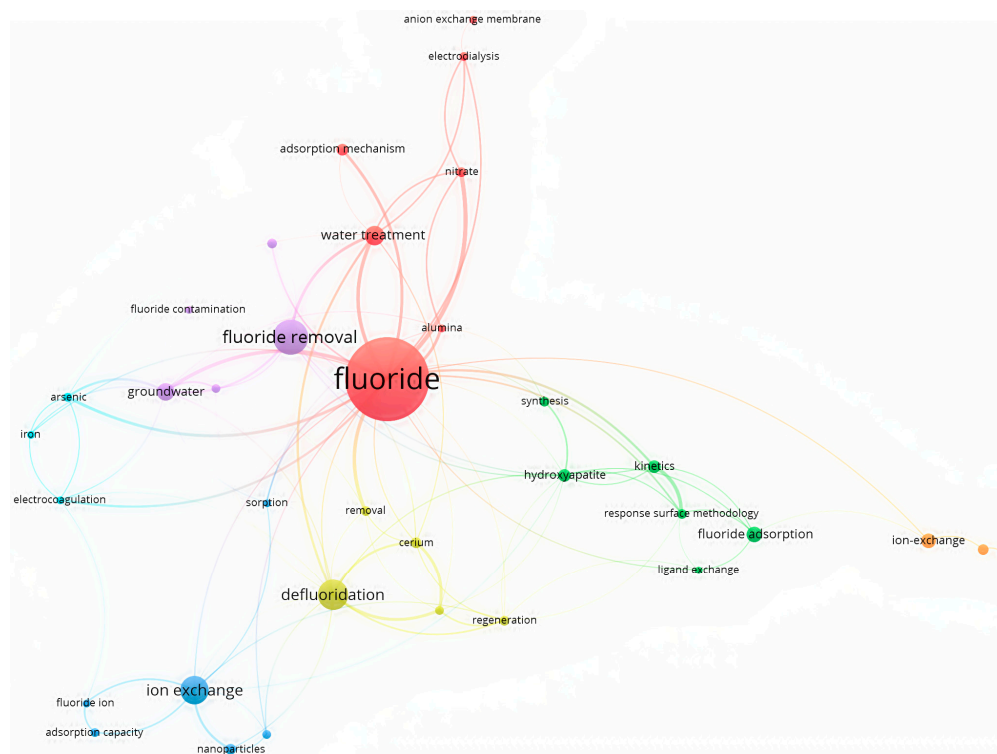 anion exchange membrane
electrodialysis
adsorption mechanism
nitrate
water treatment
fluoride contamination
alumina
fluoride removal
fluoride
groundwater
arsenic
synthesis
iron
kinetics
hydroxyapatite
electrocoagulation
sorption
removal
response surface methodology
fluoride adsorption
ion-exchange
cerium
ligand exchange
defluoridation
regeneration
ion exchange
fluoride ion
adsorption capacity
nanoparticles